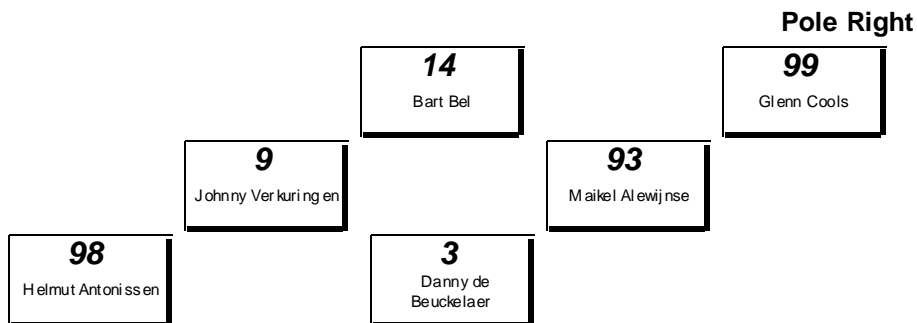 Pole Right
14
Bart Bel
99
Glenn Cools
9
Johnny Verkuringen
93
Maikel Alewijnse
98
Helmut Antonissen
3
Danny de
Beuckelaer